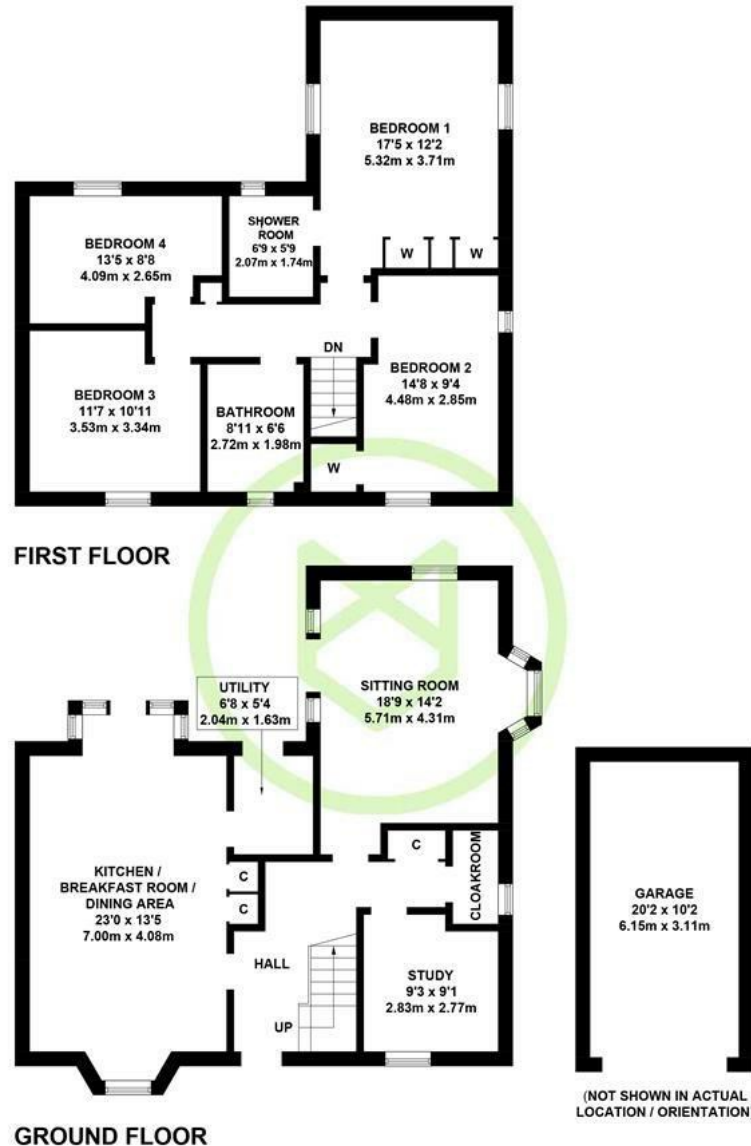 BEDROOM 1
17'5 x 12'2
5.32m x 3.71m
W
W
SHOWER
ROOM
6'9 x 5'9
2.07m x 1.74m
BEDROOM 4
13'5 x 8'8
4.09m x 2.65m
DN
BEDROOM 2
14'8 x 9'4
4.48m x 2.85m
BEDROOM 3
11'7 x 10'11
3.53m x 3.34m
BATHROOM
8'11 x 6'6
2.72m x 1.98m
W
FIRST FLOOR
UTILITY
6'8 x 5'4
2.04m x 1.63m
SITTING ROOM
18'9 x 14'2
5.71m x 4.31m
KITCHEN /
BREAKFAST ROOM /
DINING AREA
23'0 x 13'5
7.00m x 4.08m
C
C
C
CLOAKROOM
HALL
UP
STUDY
9'3 x 9'1
2.83m x 2.77m
GARAGE
20'2 x 10'2
6.15m x 3.11m
(NOT SHOWN IN ACTUAL
LOCATION / ORIENTATION
GROUND FLOOR